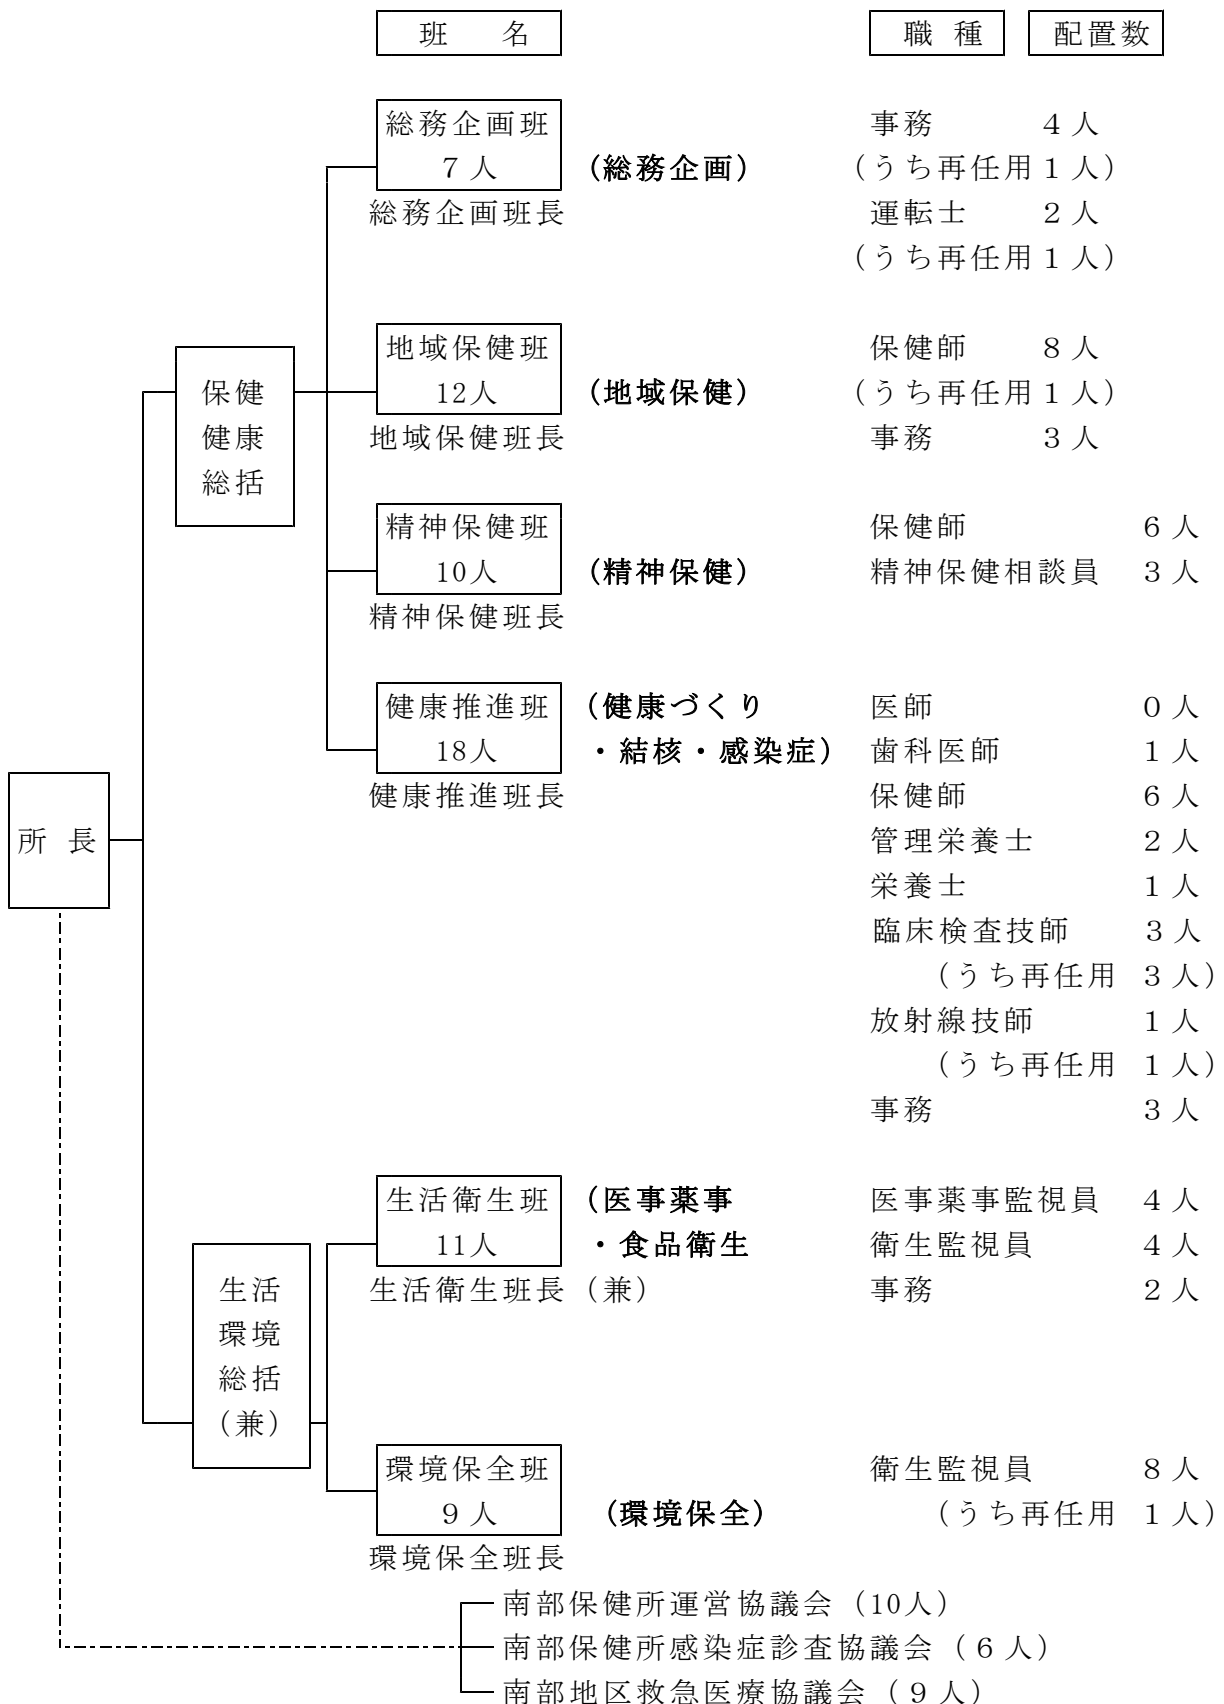 班　名　職種　配置数
総務企画班　事務　４人
７人　(総務企画)　(うち再任用１人)
総務企画班長　運転士　２人
(うち再任用１人)
地域保健班　保健師　８人
保健　12人　(地域保健)　(うち再任用１人)
健康　地域保健班長　事務　３人
総括
精神保健班　保健師　６人
10人　(精神保健)　精神保健相談員　３人
精神保健班長
健康推進班　(健康づくり　医師　０人
18人　・結核・感染症)　歯科医師　１人
健康推進班長　保健師　６人
所長　管理栄養士　２人
栄養士　１人
臨床検査技師　３人
(うち再任用　３人)
放射線技師　１人
(うち再任用　１人)
事務　３人
生活衛生班　(医事薬事　医事薬事監視員　４人
11人　・食品衛生　衛生監視員　４人
生活　生活衛生班長(兼)　事務　２人
環境
総括
(兼)
環境保全班　衛生監視員　８人
９人　(環境保全)　(うち再任用　１人)
環境保全班長
南部保健所運営協議会(10人)
南部保健所感染症診査協議会(６人)
南部地区救急医療協議会(９人)